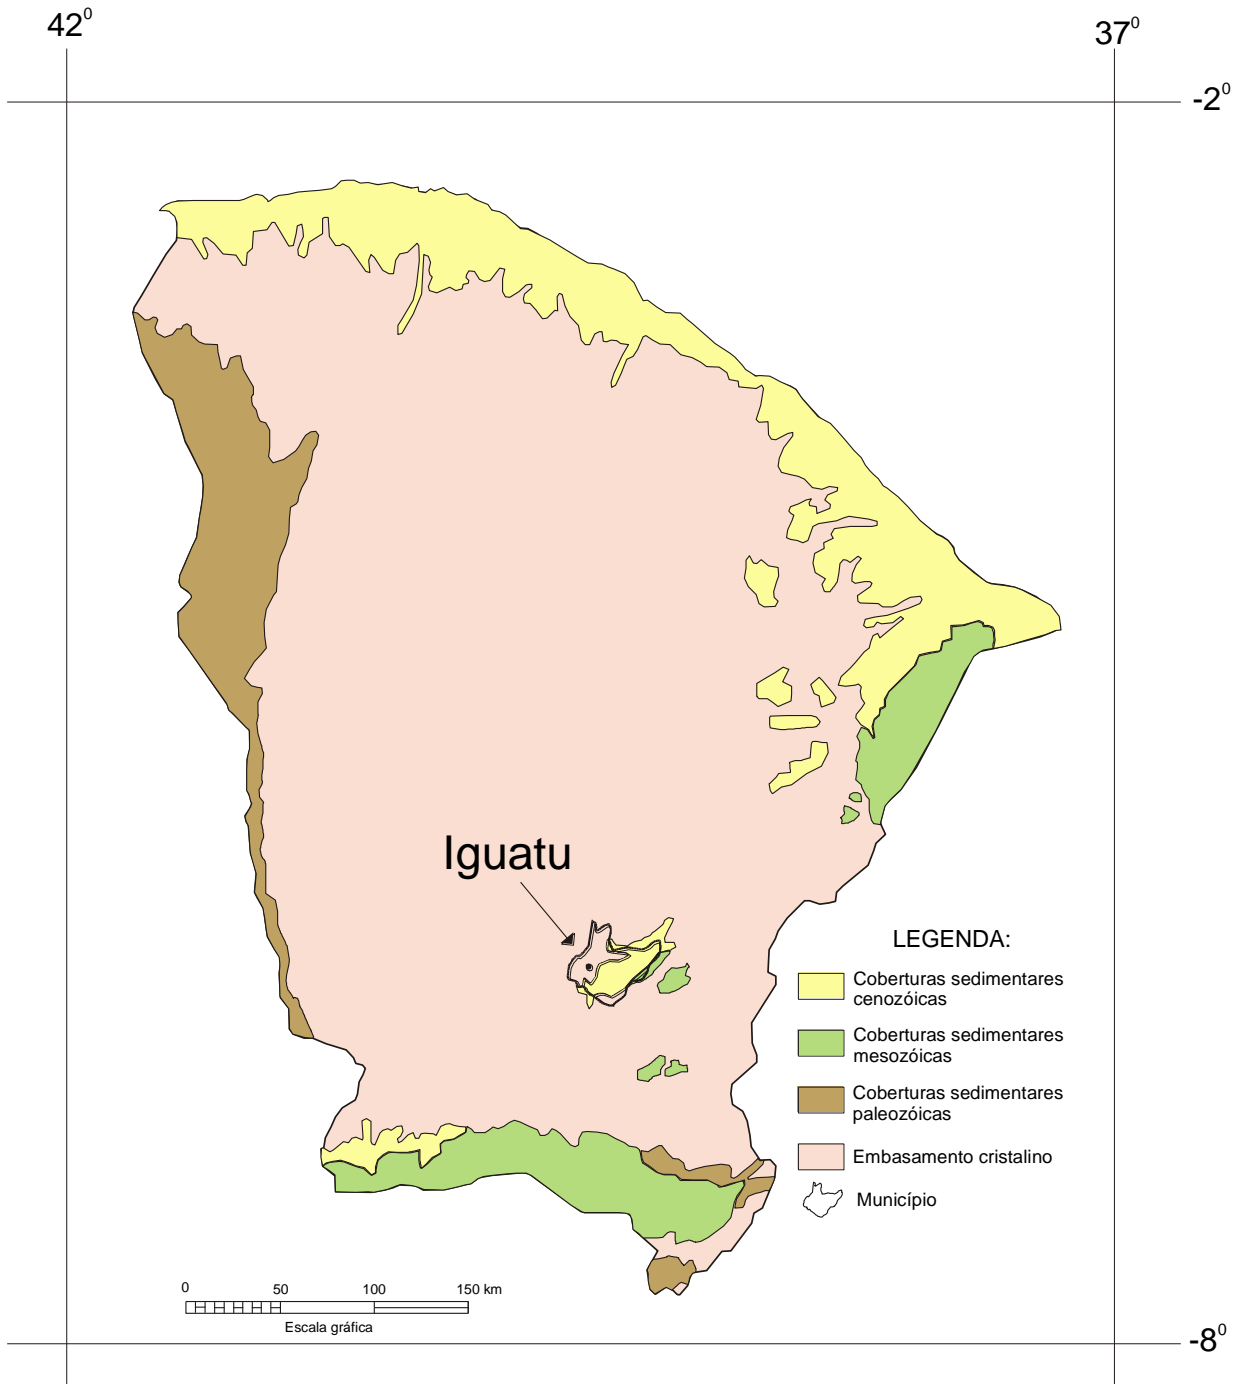 42⁰
37⁰
-2⁰
Iguatu
LEGENDA:
Coberturas sedimentares
cenozóicas
Coberturas sedimentares
mesozóicas
Coberturas sedimentares
paleozóicas
Embasamento cristalino
Município
0 50 100 150 km
Escala gráfica
-8⁰